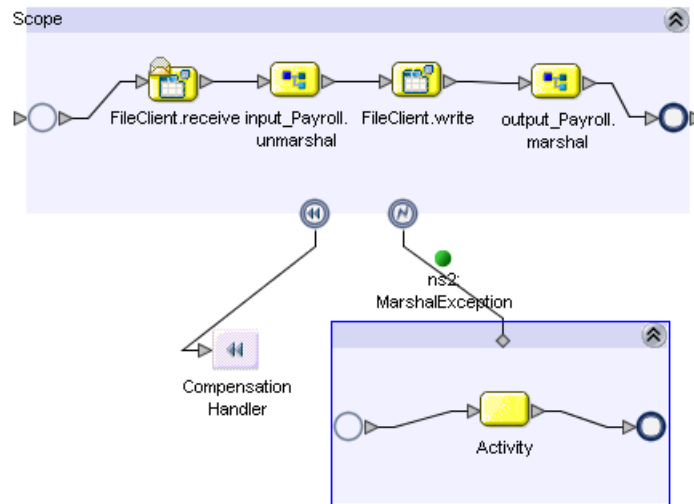 Scope
FileClient.receive
input_Payroll.
unmarshal
FileClient.write
output_Payroll.
marshal
ns2:
MarshalException
Compensation
Handler
Activity